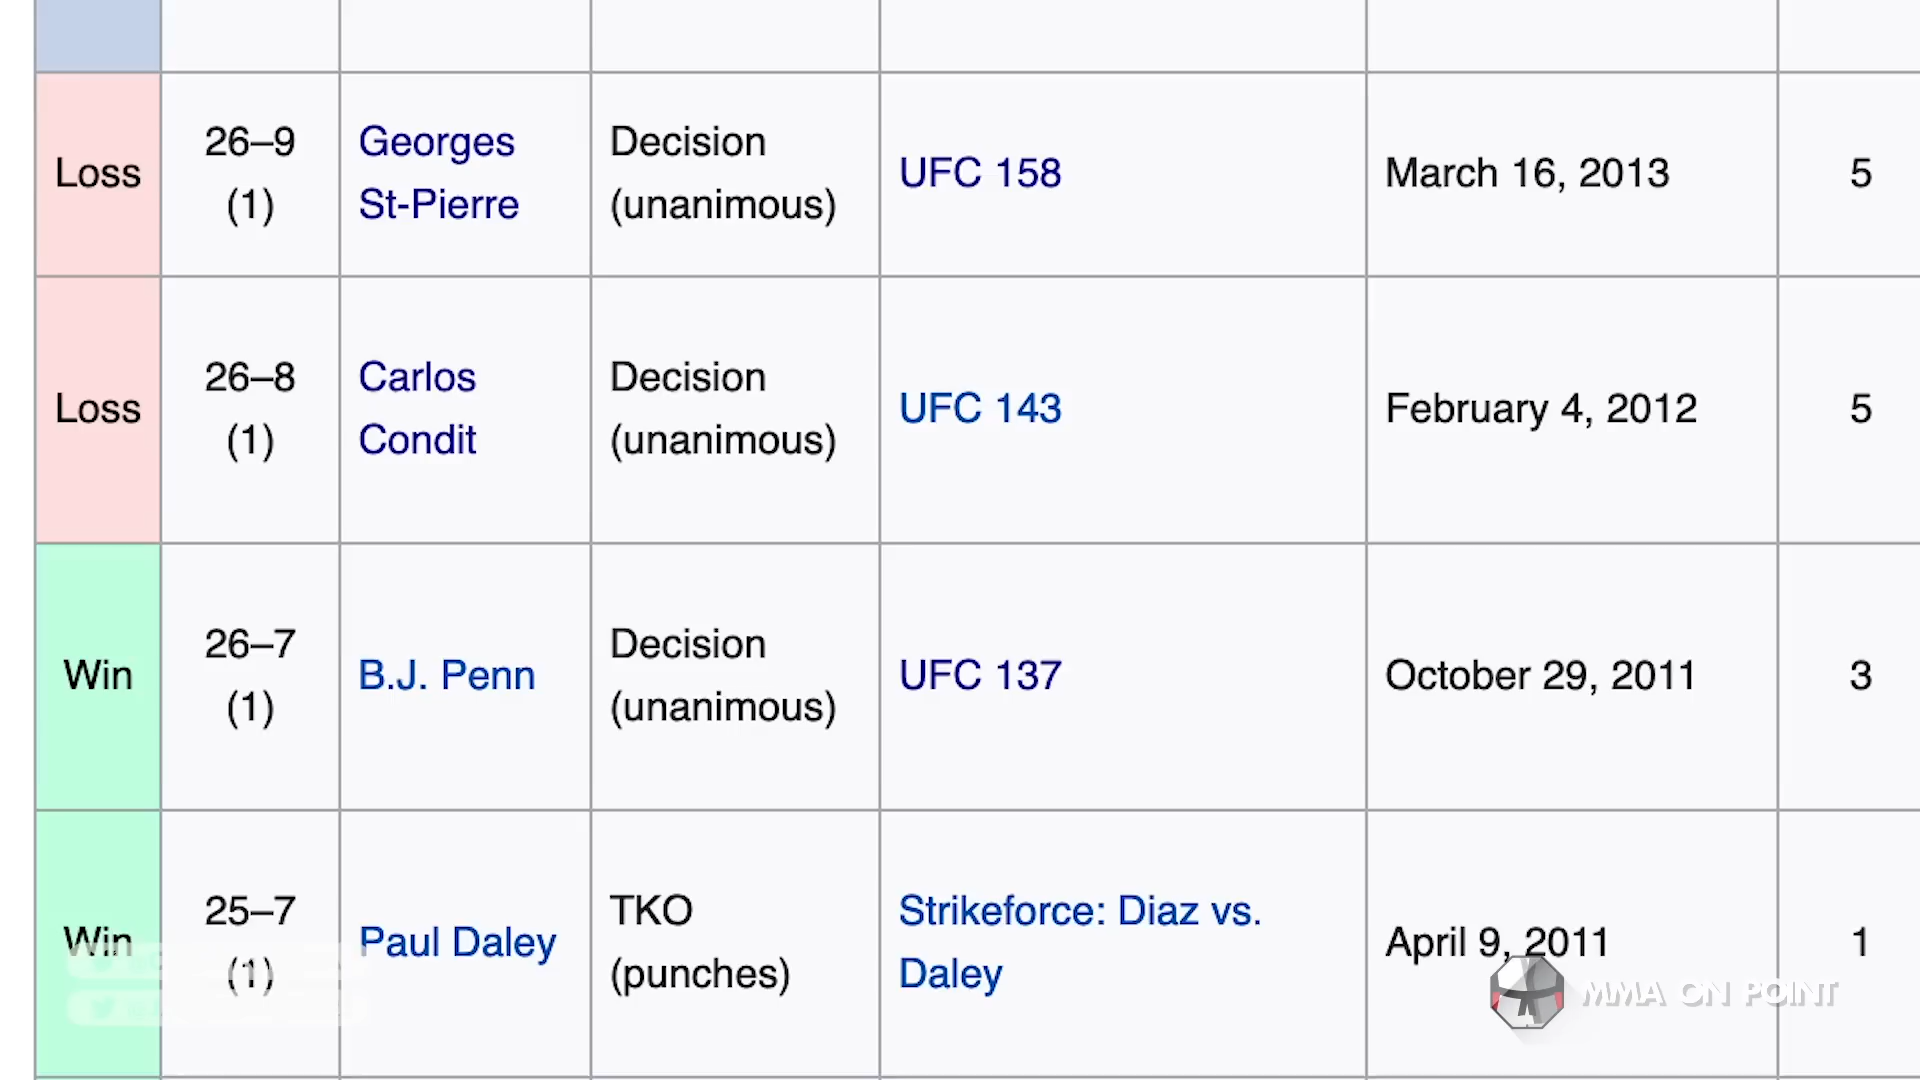 Loss
26–9
(1)
Georges
St-Pierre
Decision
(unanimous)
UFC 158
March 16, 2013
5
Loss
26–8
(1)
Carlos
Condit
Decision
(unanimous)
UFC 143
February 4, 2012
5
Win
26–7
(1)
B.J. Penn
Decision
(unanimous)
UFC 137
October 29, 2011
3
Win
25–7
(1)
Paul Daley
TKO
(punches)
Strikeforce: Diaz vs.
Daley
April 9, 2011
1
MMA ON POINT